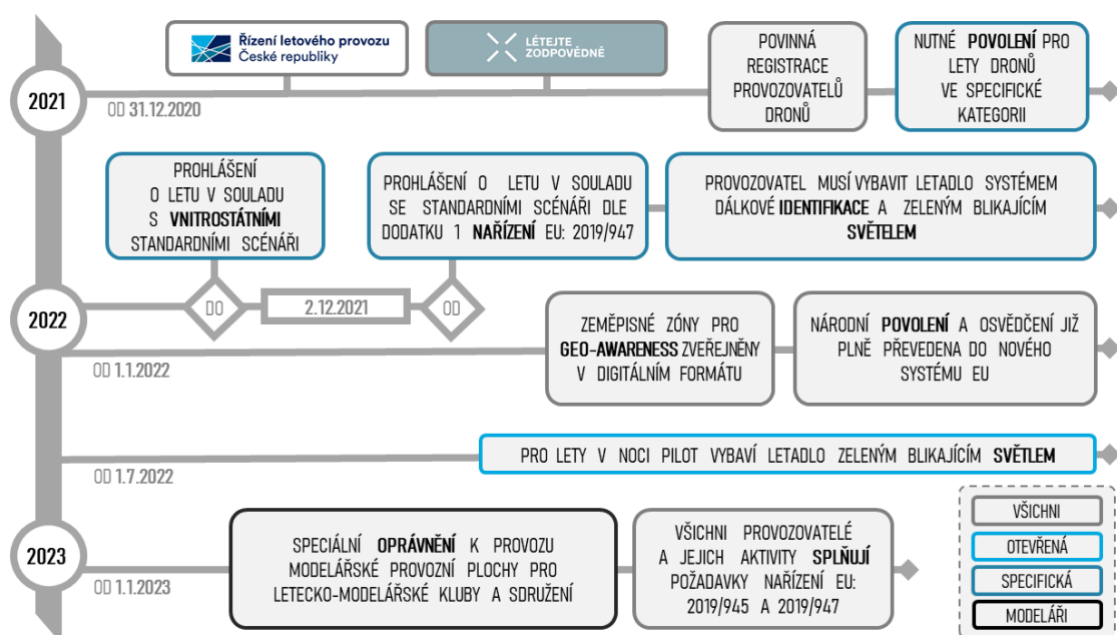 Řízení letového provozu
České republiky
LÉTEJTE
ZODPOVĚDNĚ
POVINNÁ
REGISTRACE
PROVOZOVATELŮ
DRONŮ
NUTNÉ POVOLENÍ PRO
LETY DRONŮ
VE SPECIFICKÉ
KATEGORII
2021
OD 31.12.2020
PROHLÁŠENÍ
O LETU V SOULADU
S VNITROSTÁTNÍMI
STANDARDNÍMI SCÉNÁŘI
PROHLÁŠENÍ O LETU V SOULADU
SE STANDARDNÍMI SCÉNÁŘI DLE
DODATKU 1 NAŘÍZENÍ EU: 2019/947
PROVOZOVATEL MUSÍ VYBAVIT LETADLO SYSTÉMEM
DÁLKOVÉ IDENTIFIKACE A ZELENÝM BLIKAJÍCÍM
SVĚTELEM
DO
2.12.2021
OD
2022
ZEMĚPISNÉ ZÓNY PRO
GEO-AWARENESS ZVEŘEJNĚNY
V DIGITÁLNÍM FORMÁTU
NÁRODNÍ POVOLENÍ A OSVĚDČENÍ JIŽ
PLNĚ PŘEVEDENA DO NOVÉHO
SYSTÉMU EU
OD 1.1.2022
PRO LETY V NOCI PILOT VYBAVÍ LETADLO ZELENÝM BLIKAJÍCÍM SVĚTLEM
OD 1.7.2022
2023
SPECIÁLNÍ OPRÁVNĚNÍ K PROVOZU
MODELÁŘSKÉ PROVOZNÍ PLOCHY PRO
LETECKO-MODELÁŘSKÉ KLUBY A SDRUŽENÍ
VŠICHNI PROVOZOVATELÉ
A JEJICH AKTIVITY SPLŇUJÍ
POŽADAVKY NAŘÍZENÍ EU:
2019/945 A 2019/947
OD 1.1.2023
VŠICHNI
OTEVŘENÁ
SPECIFICKÁ
MODELÁŘI